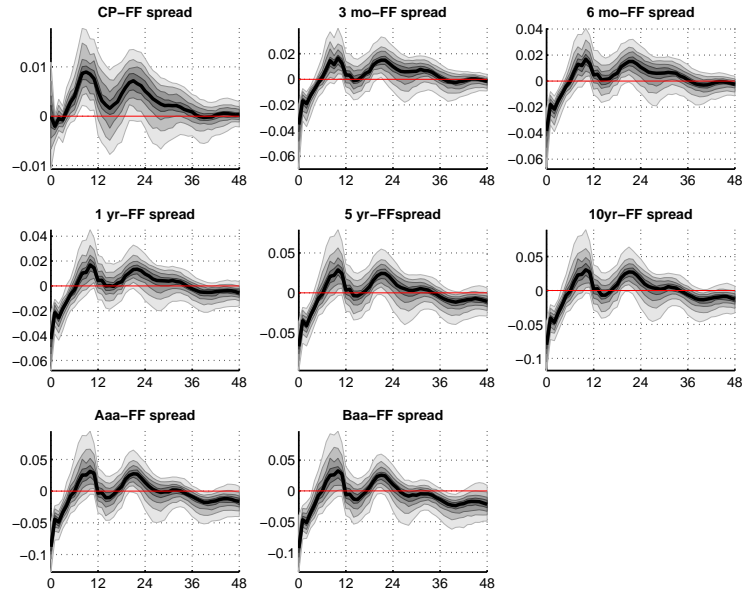 CP−FF spread
0.01
0
−0.01
0 12 24 36 48
3 mo−FF spread
0.02
0
−0.02
−0.04
−0.06
0 12 24 36 48
6 mo−FF spread
0.04
0.02
0
−0.02
−0.04
−0.06
0 12 24 36 48
1 yr−FF spread
0.04
0.02
0
−0.02
−0.04
−0.06
0 12 24 36 48
5 yr−FFspread
0.05
0
−0.05
0 12 24 36 48
10yr−FF spread
0.05
0
−0.05
−0.1
0 12 24 36 48
Aaa−FF spread
0.05
0
−0.05
−0.1
0 12 24 36 48
Baa−FF spread
0.05
0
−0.05
−0.1
0 12 24 36 48